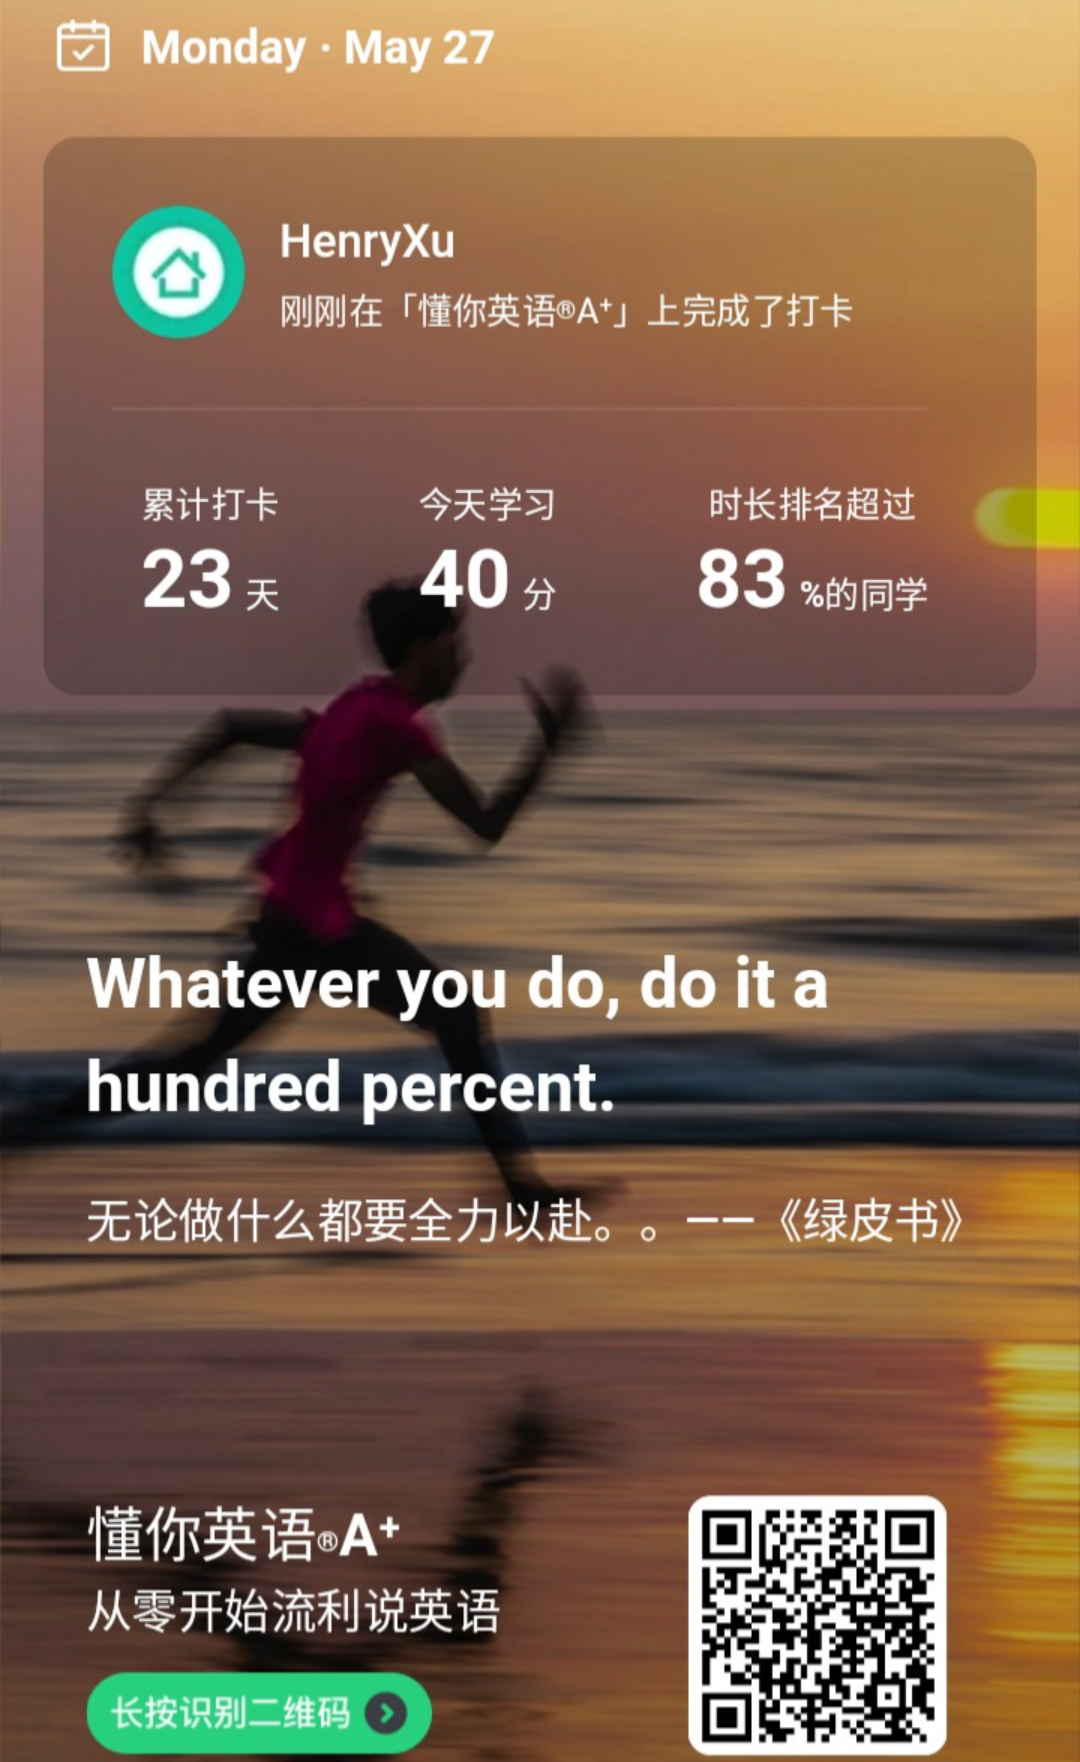 Monday · May 27
HenryXu
刚刚在「懂你英语®A⁺」上完成了打卡
累计打卡 今天学习 时长排名超过
23 天 40 分 83 %的同学
Whatever you do, do it a
hundred percent.
无论做什么都要全力以赴。。——《绿皮书》
懂你英语®A⁺
从零开始流利说英语
长按识别二维码